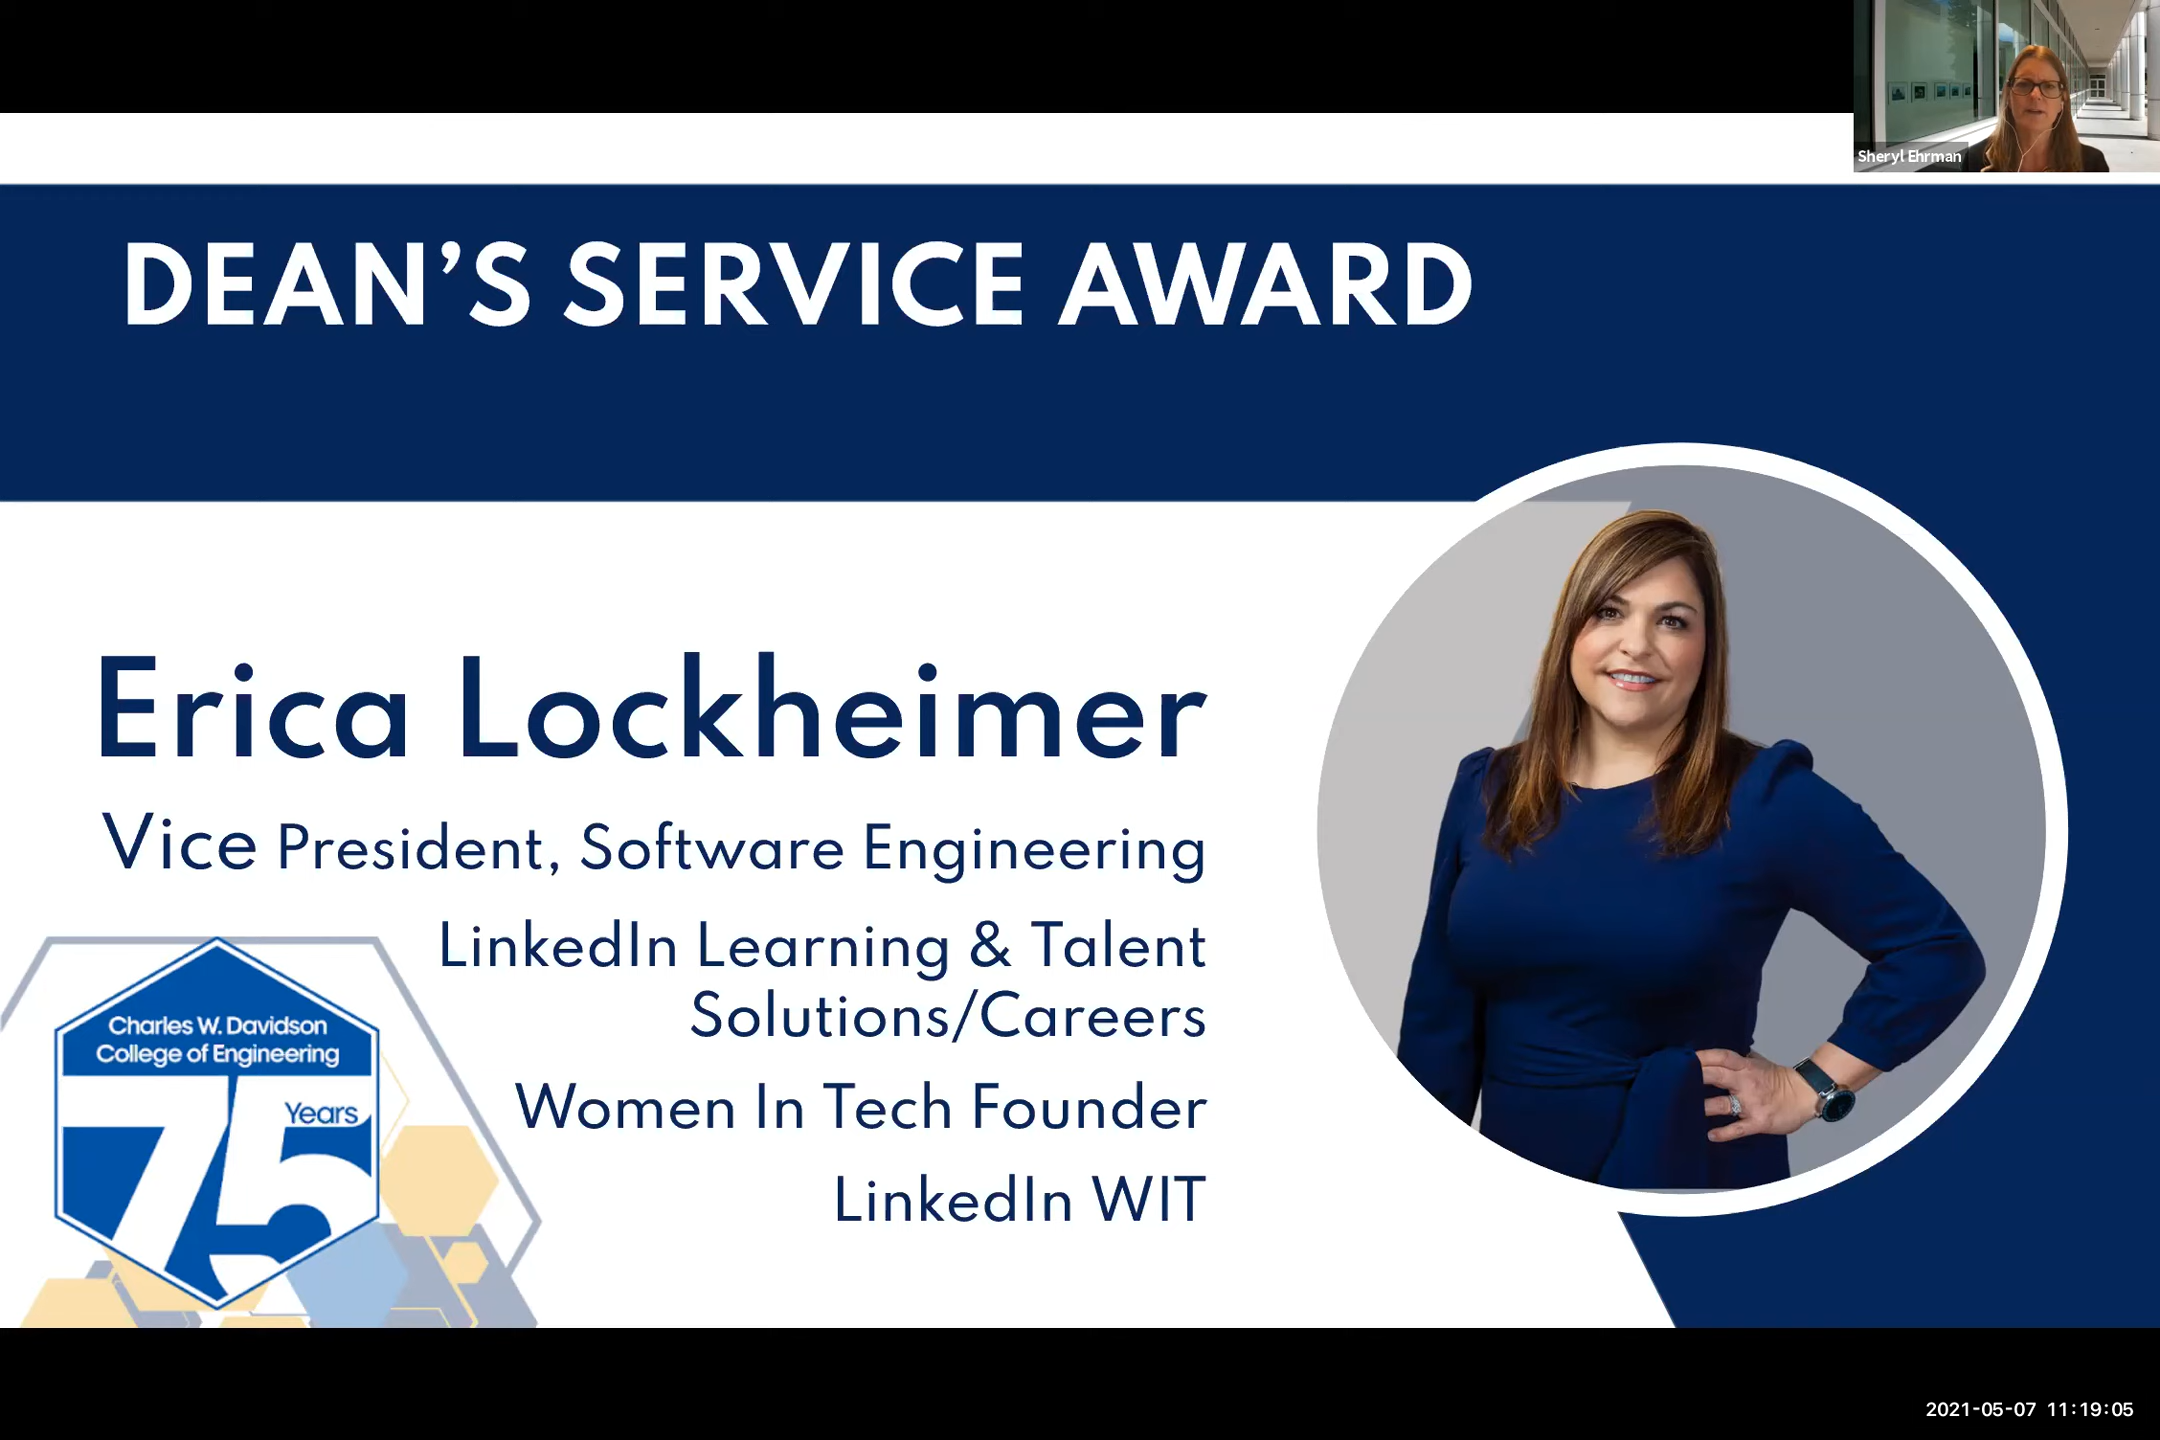 Sheryl Ehrman
DEAN’S SERVICE AWARD
Erica Lockheimer
Vice President, Software Engineering
LinkedIn Learning & Talent
Solutions/Careers
Women In Tech Founder
LinkedIn WIT
Charles W. Davidson
College of Engineering
75
Years
2021-05-07 11:19:05